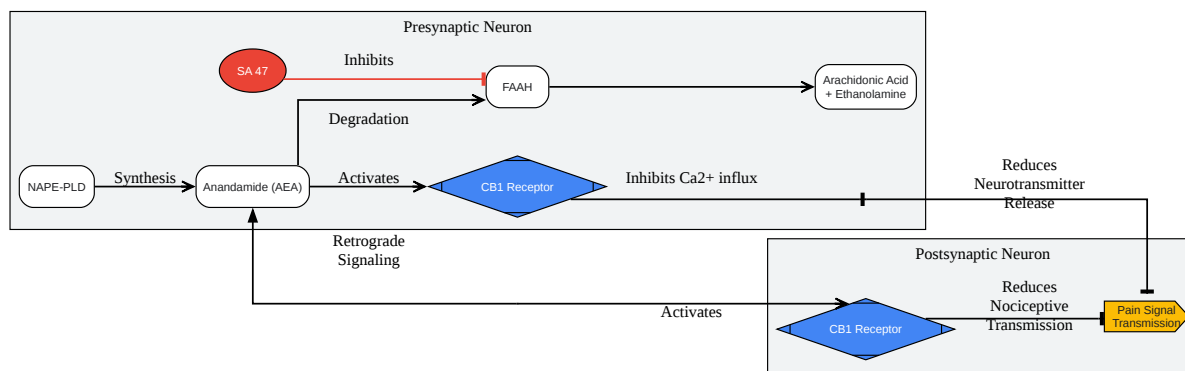 Presynaptic Neuron
SA 47
Inhibits
FAAH
Arachidonic Acid
+ Ethanolamine
Degradation
NAPE-PLD
Synthesis
Anandamide (AEA)
Activates
CB1 Receptor
Inhibits Ca2+ influx
Reduces
Neurotransmitter
Release
Retrograde
Signaling
Postsynaptic Neuron
Activates
CB1 Receptor
Reduces
Nociceptive
Transmission
Pain Signal
Transmission